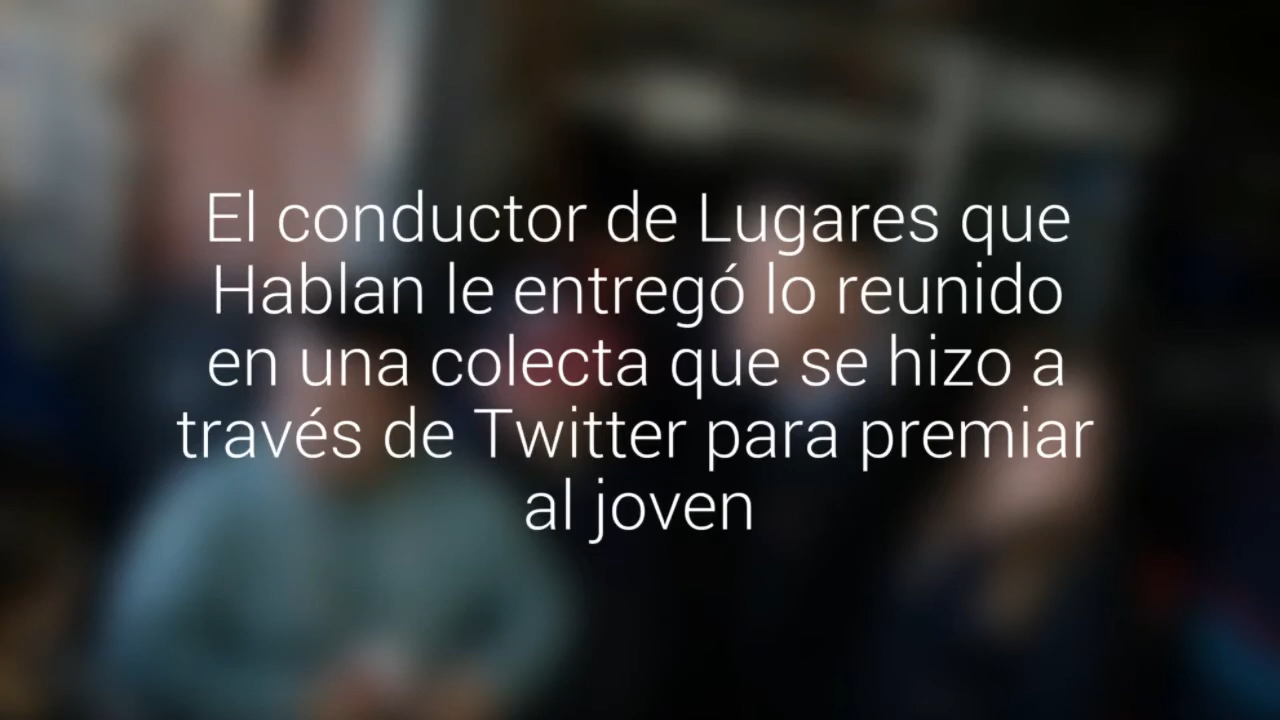 El conductor de Lugares que
Hablan le entregó lo reunido
en una colecta que se hizo a
través de Twitter para premiar
al joven